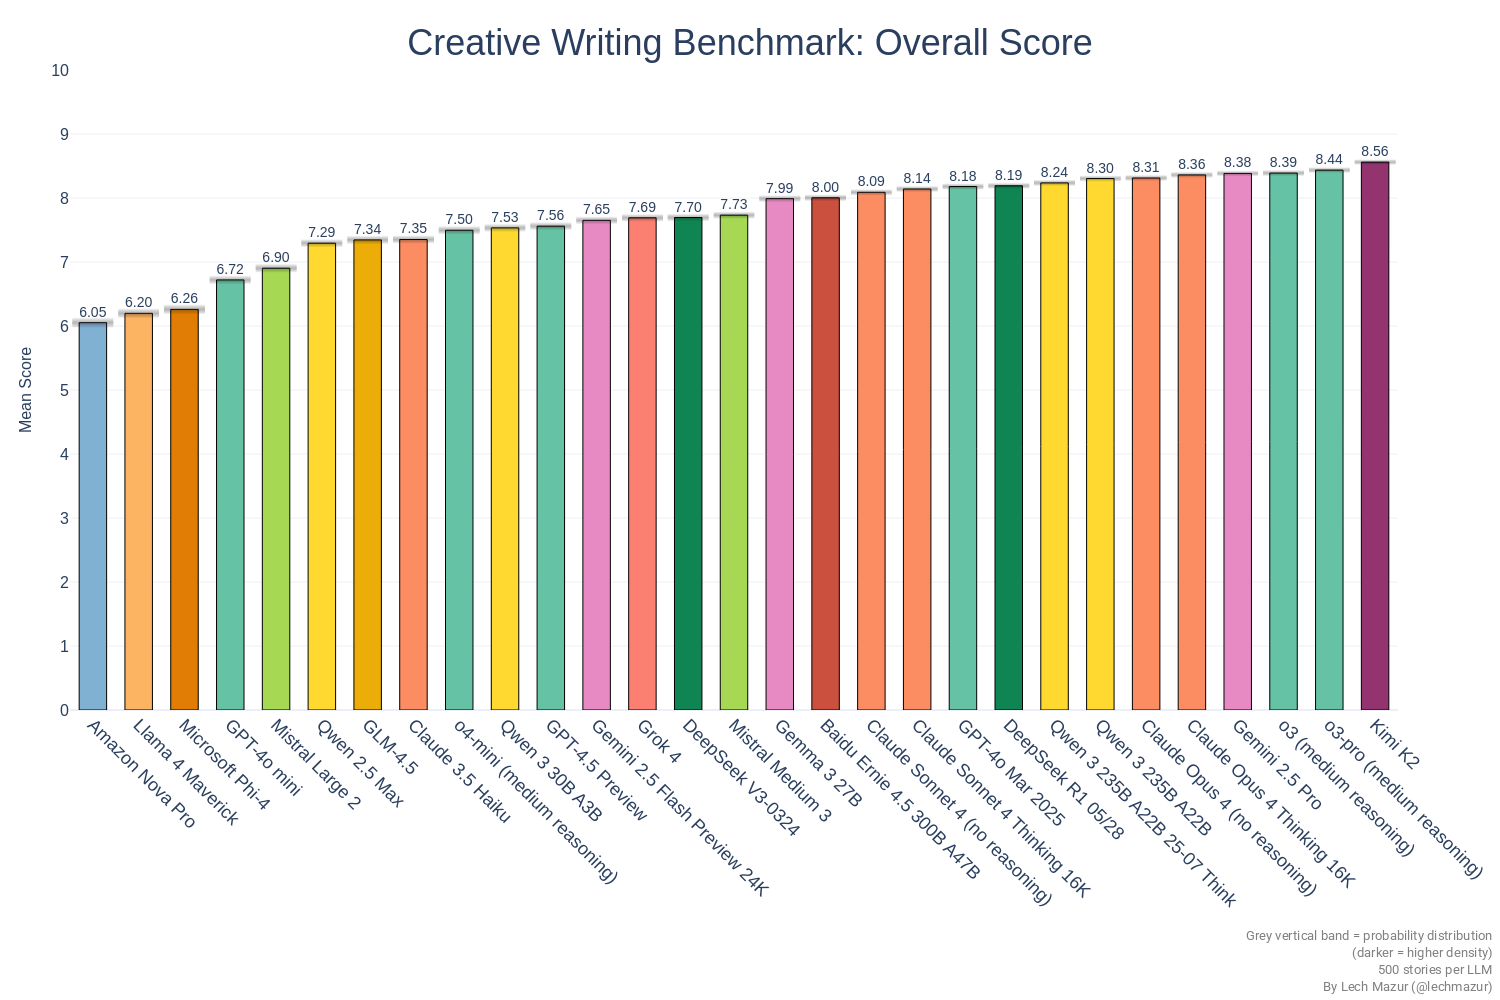 Creative Writing Benchmark: Overall Score
Mean Score
10
9
8
7
6
5
4
3
2
1
0
6.05
6.20
6.26
6.72
6.90
7.29
7.34
7.35
7.50
7.53
7.56
7.65
7.69
7.70
7.73
7.99
8.00
8.09
8.14
8.18
8.19
8.24
8.30
8.31
8.36
8.38
8.39
8.44
8.56
Amazon Nova Pro
Llama 4 Maverick
Microsoft Phi-4
GPT-4o mini
Mistral Large 2
Qwen 2.5 Max
GLM-4.5
Claude 3.5 Haiku
o4-mini (medium reasoning)
Qwen 3 30B A3B
GPT-4.5 Preview
Gemini 2.5 Flash Preview 24K
Grok 4
DeepSeek V3-0324
Mistral Medium 3
Gemma 3 27B
Baidu Ernie 4.5 300B A47B
Claude Sonnet 4 (no reasoning)
Claude Sonnet 4 Thinking 16K
GPT-4o Mar 2025
DeepSeek R1 05/28
Qwen 3 235B A22B 25-07 Think
Qwen 3 235B A22B
Claude Opus 4 (no reasoning)
Claude Opus 4 Thinking 16K
Gemini 2.5 Pro
o3 (medium reasoning)
o3-pro (medium reasoning)
Kimi K2
Grey vertical band = probability distribution
(darker = higher density)
500 stories per LLM
By Lech Mazur (@lechmazur)